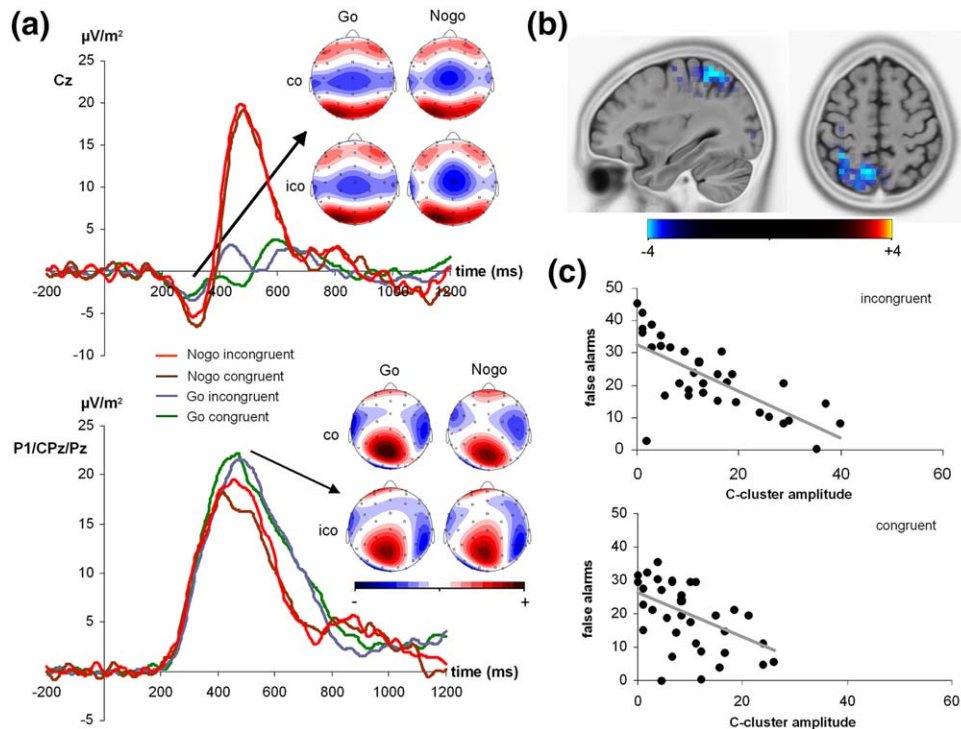 (a)
µV/m²
Cz
25
20
15
10
5
0
-5
-10
-200
200
400
600
800
1000
1200
time (ms)
Go
Nogo
co
ico
Nogo incongruent
Nogo congruent
Go incongruent
Go congruent
µV/m²
P1/CPz/Pz
25
20
15
10
5
0
-5
-200
0
200
400
600
800
1000
1200
time (ms)
Go
Nogo
co
ico
-
+
(b)
-4
+4
(c)
incongruent
false alarms
50
40
30
20
10
0
0
20
40
60
C-cluster amplitude
congruent
false alarms
50
40
30
20
10
0
0
20
40
60
C-cluster amplitude